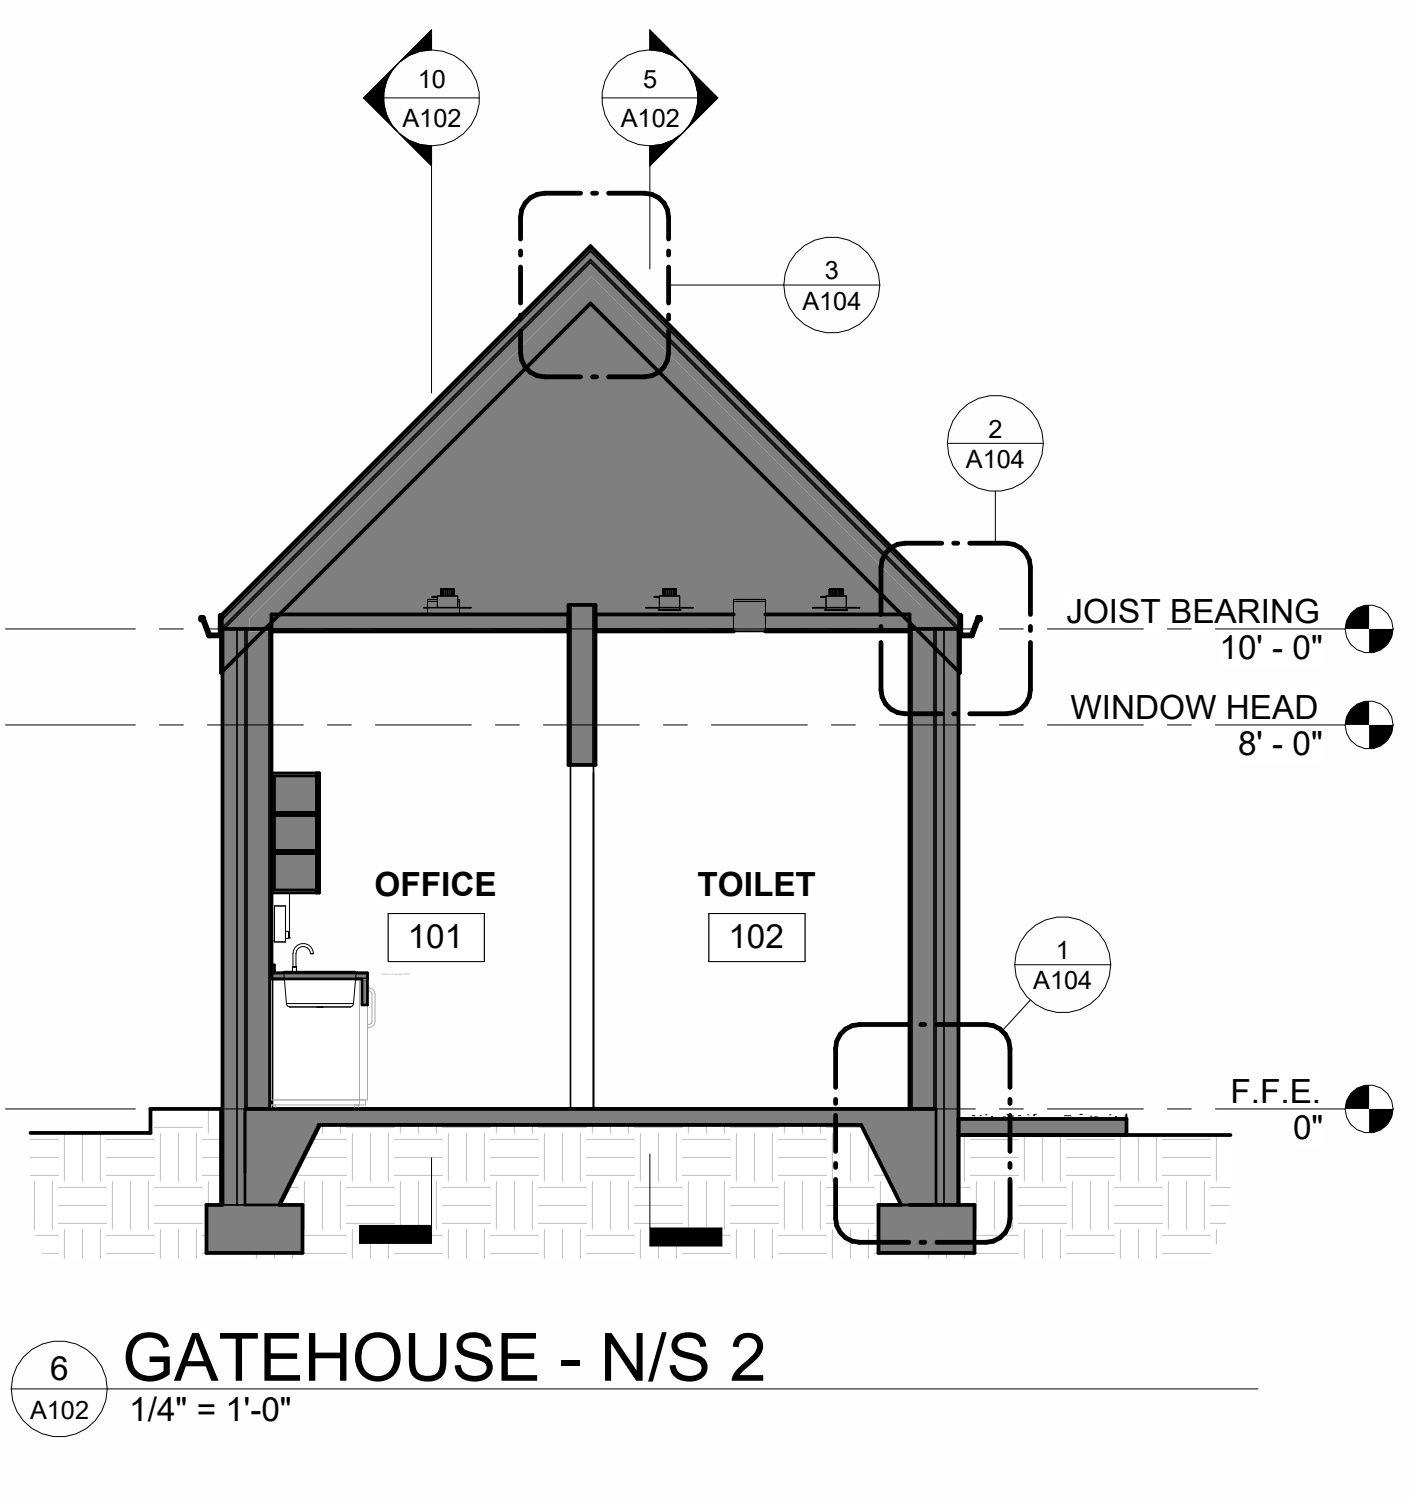 10
A102
5
A102
3
A104
2
A104
JOIST BEARING
10' - 0"
WINDOW HEAD
8' - 0"
OFFICE
101
TOILET
102
1
A104
F.F.E.
0"
6
A102
GATEHOUSE - N/S 2
1/4" = 1'-0"